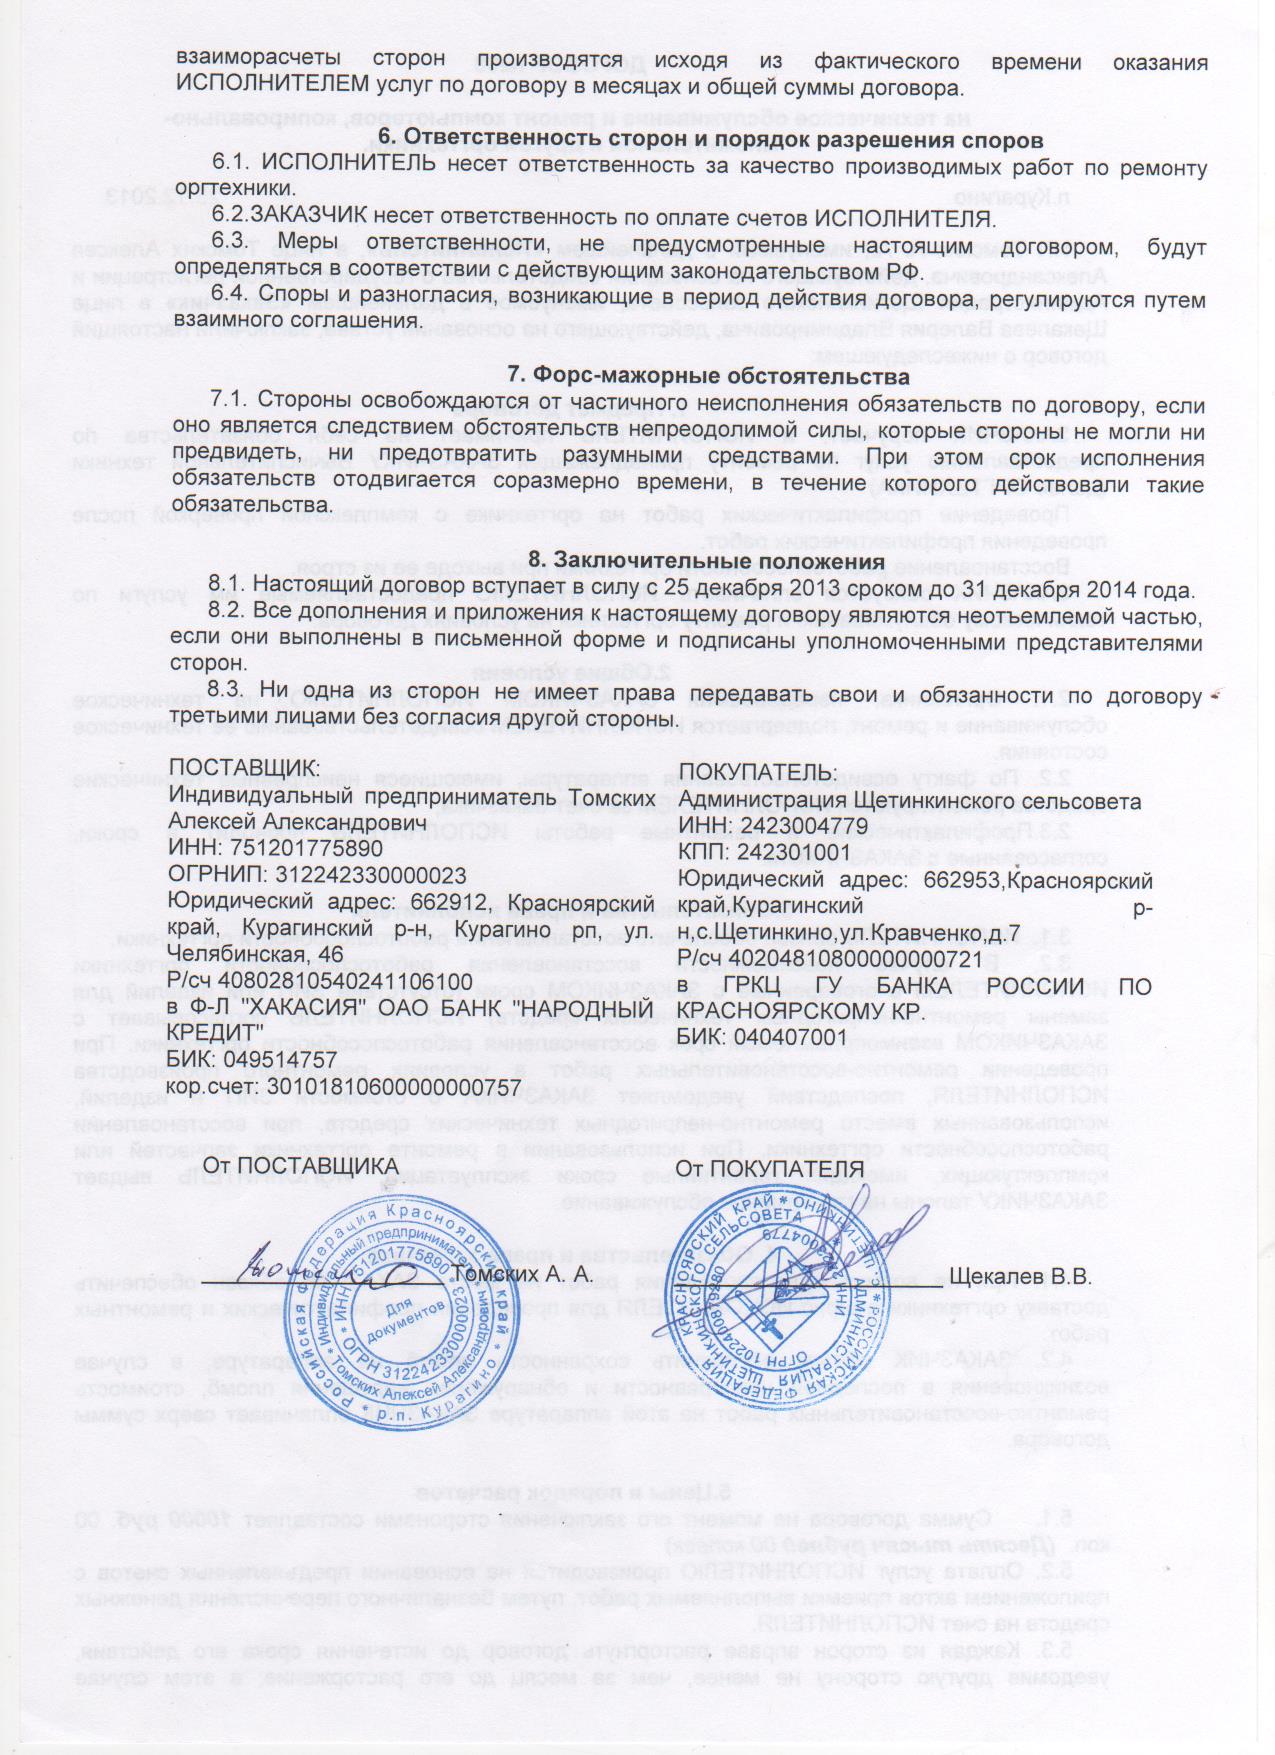 взаиморасчеты сторон производятся исходя из фактического времени оказания
ИСПОЛНИТЕЛЕМ услуг по договору в месяцах и общей суммы договора.
6. Ответственность сторон и порядок разрешения споров
6.1. ИСПОЛНИТЕЛЬ несет ответственность за качество производимых работ по ремонту
оргтехники.
6.2.ЗАКАЗЧИК несет ответственность по оплате счетов ИСПОЛНИТЕЛЯ.
6.3. Меры ответственности, не предусмотренные настоящим договором, будут
определяться в соответствии с действующим законодательством РФ.
6.4. Споры и разногласия, возникающие в период действия договора, регулируются путем
взаимного соглашения.
7. Форс-мажорные обстоятельства
7.1. Стороны освобождаются от частичного неисполнения обязательств по договору, если
оно является следствием обстоятельств непреодолимой силы, которые стороны не могли ни
предвидеть, ни предотвратить разумными средствами. При этом срок исполнения
обязательств отодвигается соразмерно времени, в течение которого действовали такие
обязательства.
8. Заключительные положения
8.1. Настоящий договор вступает в силу с 25 декабря 2013 сроком до 31 декабря 2014 года.
8.2. Все дополнения и приложения к настоящему договору являются неотъемлемой частью,
если они выполнены в письменной форме и подписаны уполномоченными представителями
сторон.
8.3. Ни одна из сторон не имеет права передавать свои и обязанности по договору
третьими лицами без согласия другой стороны.
ПОСТАВЩИК:
Индивидуальный предприниматель Томских
Алексей Александрович
ИНН: 751201775890
ОГРНИП: 312242330000023
Юридический адрес: 662912, Красноярский
край, Курагинский р-н, Курагино рп, ул.
Челябинская, 46
Р\сч 40802810540241106100
в ф-Л "ХАКАСИЯ" ОАО БАНК "НАРОДНЫЙ
КРЕДИТ"
БИК: 049514757
кор.счет: 30101810600000000757
ПОКУПАТЕЛЬ:
Администрация Щетинкинского сельсовета
ИНН: 2423004779
КПП: 242301001
Юридический адрес: 662953,Красноярский
край,Курагинский р-
н,с.Щетинкино,ул.Кравченко,д.7
Р/сч 40204810800000000721
в ГРКЦ ГУ БАНКА РОССИИ ПО
КРАСНОЯРСКОМУ КР.
БИК: 040407001
От ПОСТАВЩИКА
От ПОКУПАТЕЛЯ
Томских А. А.
Щекалев В.В.
Российская Федерация Красноярский край * р.п. Курагино *
Индивидуальный предприниматель * Томских Алексей Александрович *
ИНН 751201775890 * ОГРН 312242330000023 *
Для
документов
РОССИЙСКАЯ ФЕДЕРАЦИЯ КРАСНОЯРСКИЙ КРАЙ * С.ЩЕТИНКИНО *
АДМИНИСТРАЦИЯ ЩЕТИНКИНСКОГО СЕЛЬСОВЕТА